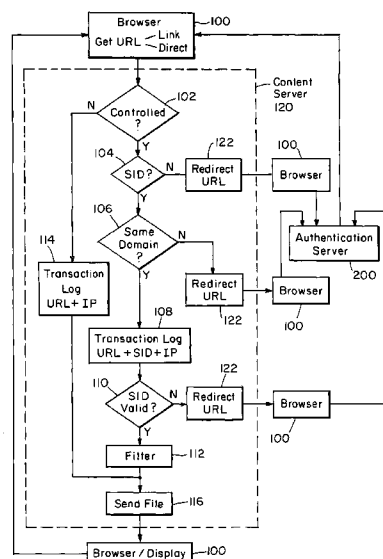 Browser
Get URL
Link
Direct
100
Content
Server
120
N
Controlled
?
102
Y
104
SID?
N
122
Redirect
URL
100
Browser
Y
106
Same
Domain
?
N
Y
Authentication
Server
200
114
Transaction
Log
URL+IP
Redirect
URL
122
Browser
100
108
Transaction Log
URL+SID+IP
110
SID
Valid?
N
122
Redirect
URL
Browser
100
Y
Filter
112
Send File
116
Browser/Display
100